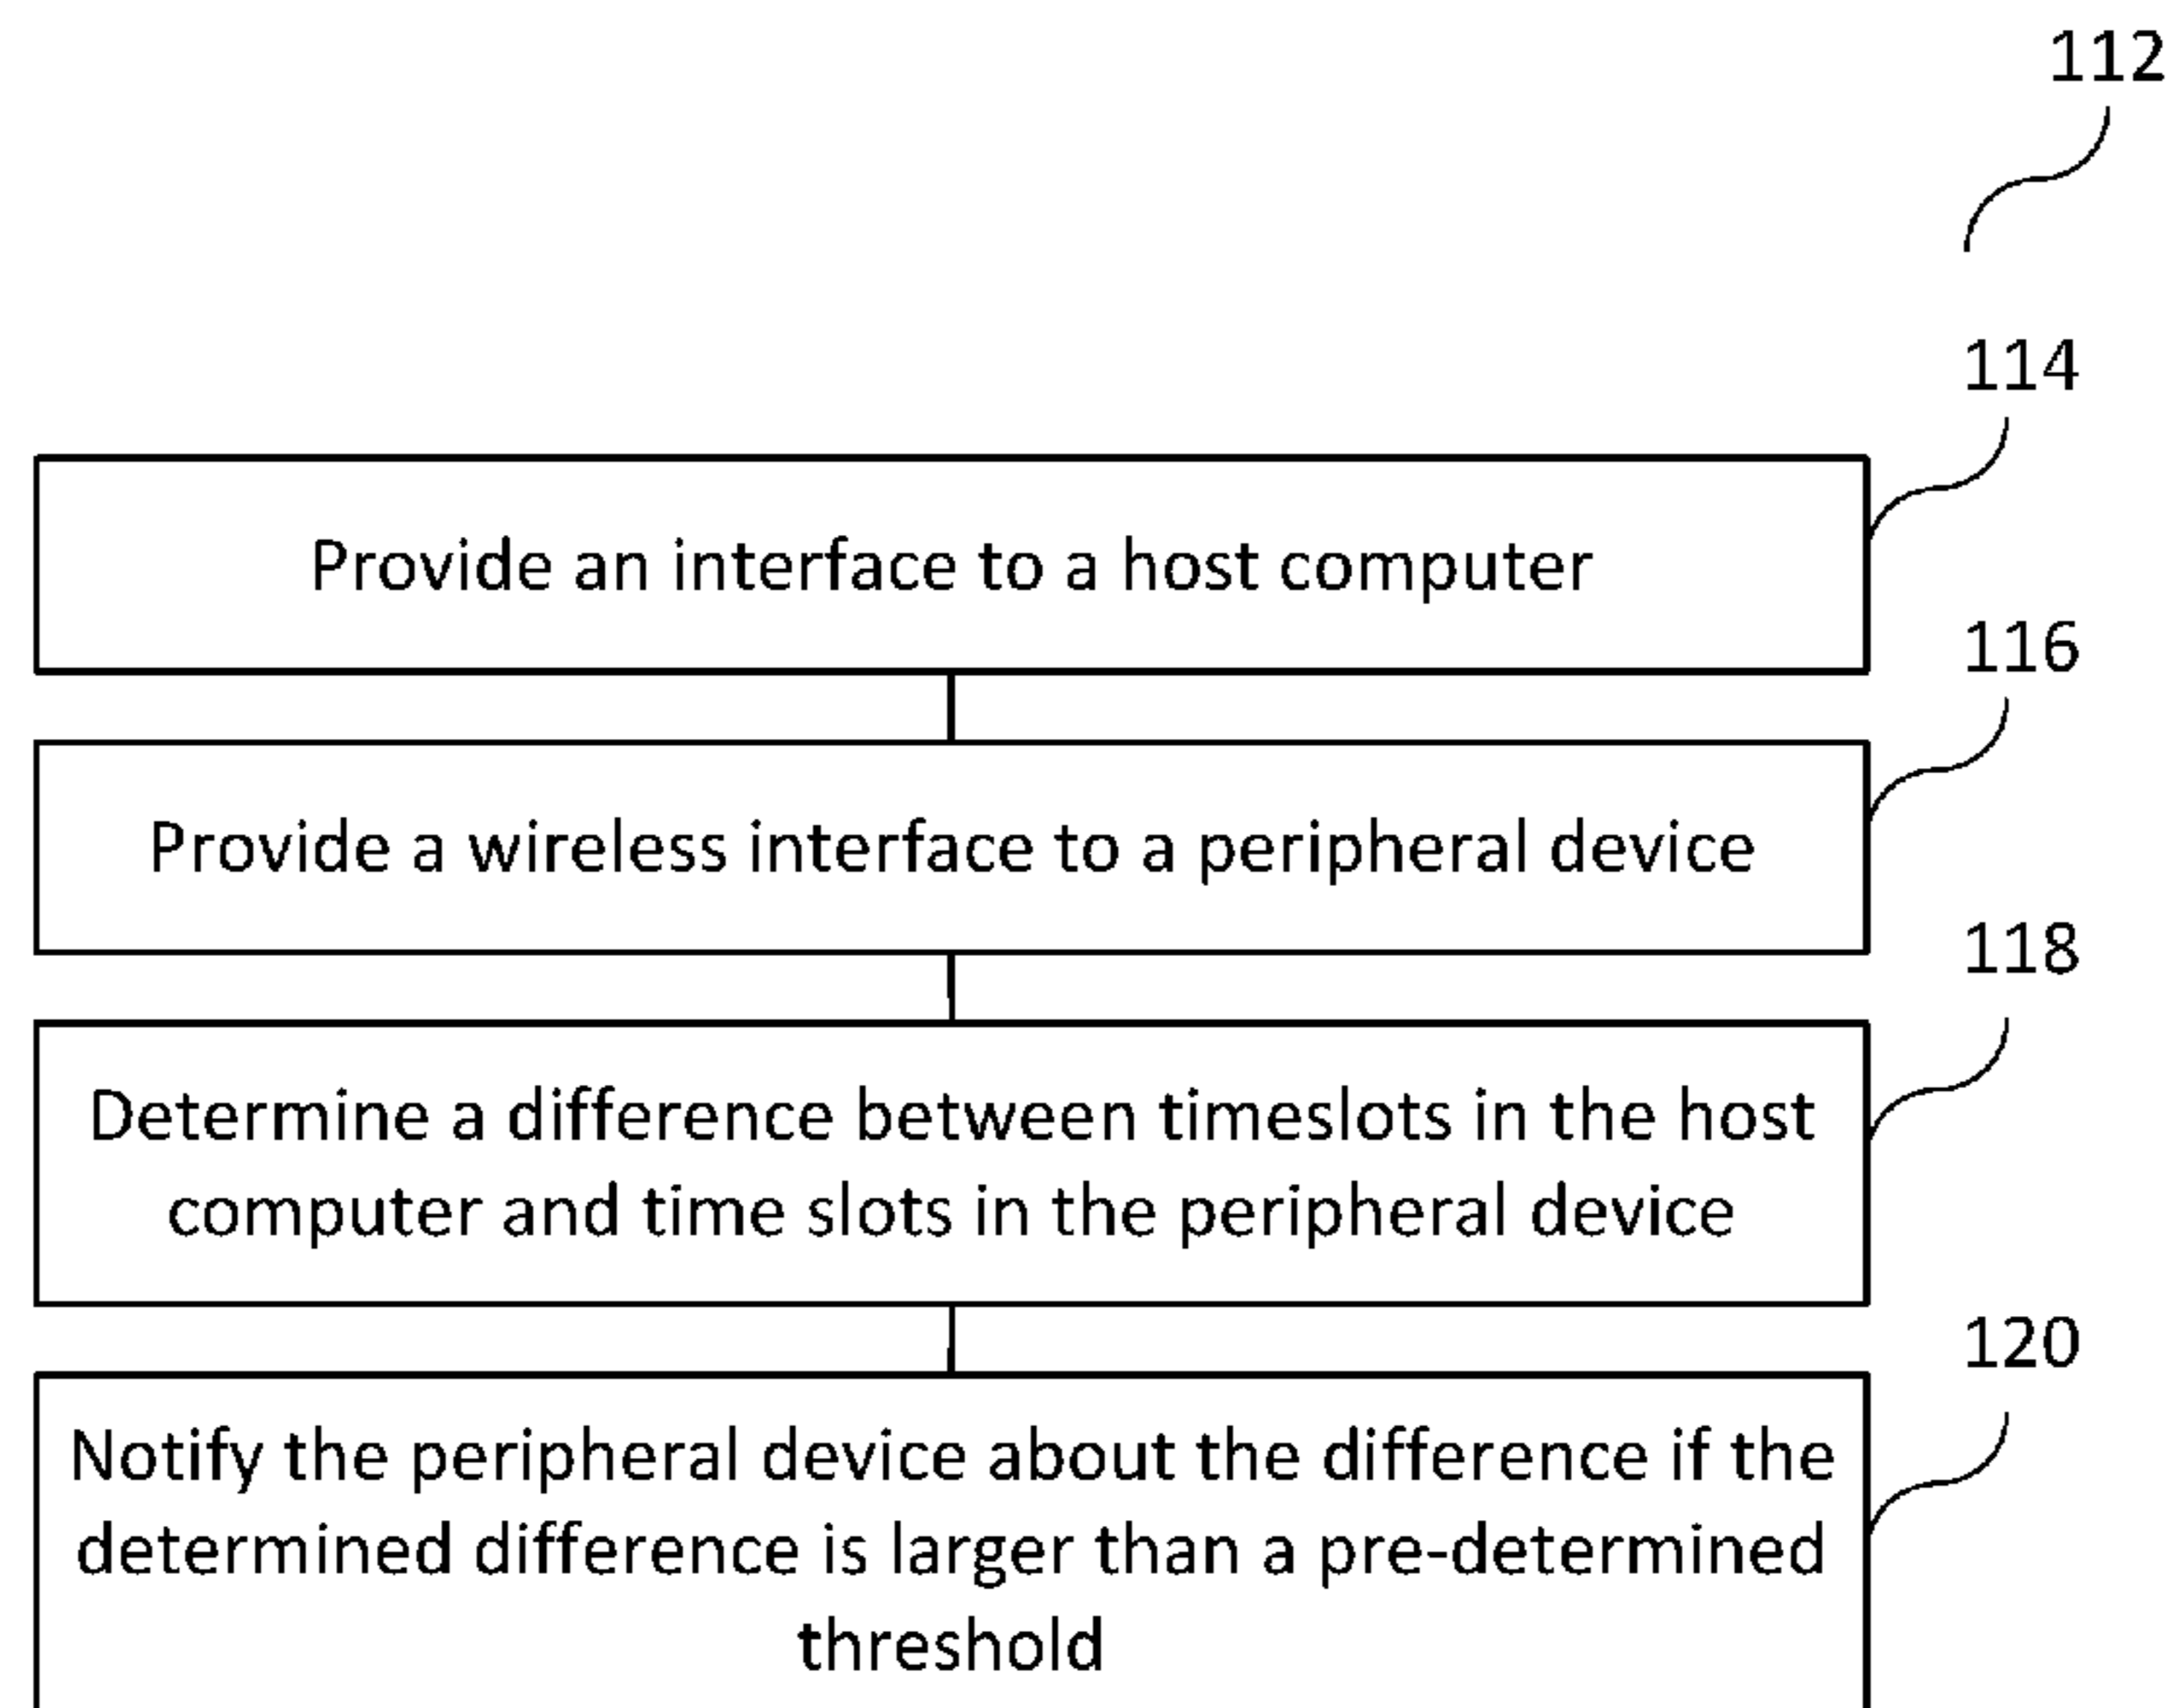 112
114
Provide an interface to a host computer
116
Provide a wireless interface to a peripheral device
118
Determine a difference between timeslots in the host
computer and time slots in the peripheral device
120
Notify the peripheral device about the difference if the
determined difference is larger than a pre-determined
threshold